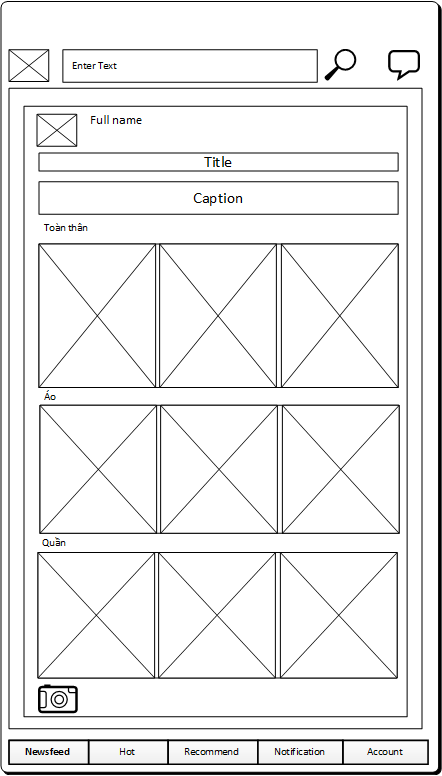 Enter Text
Full name
Title
Caption
Toàn thân
Áo
Quần
Newsfeed
Hot
Recommend
Notification
Account